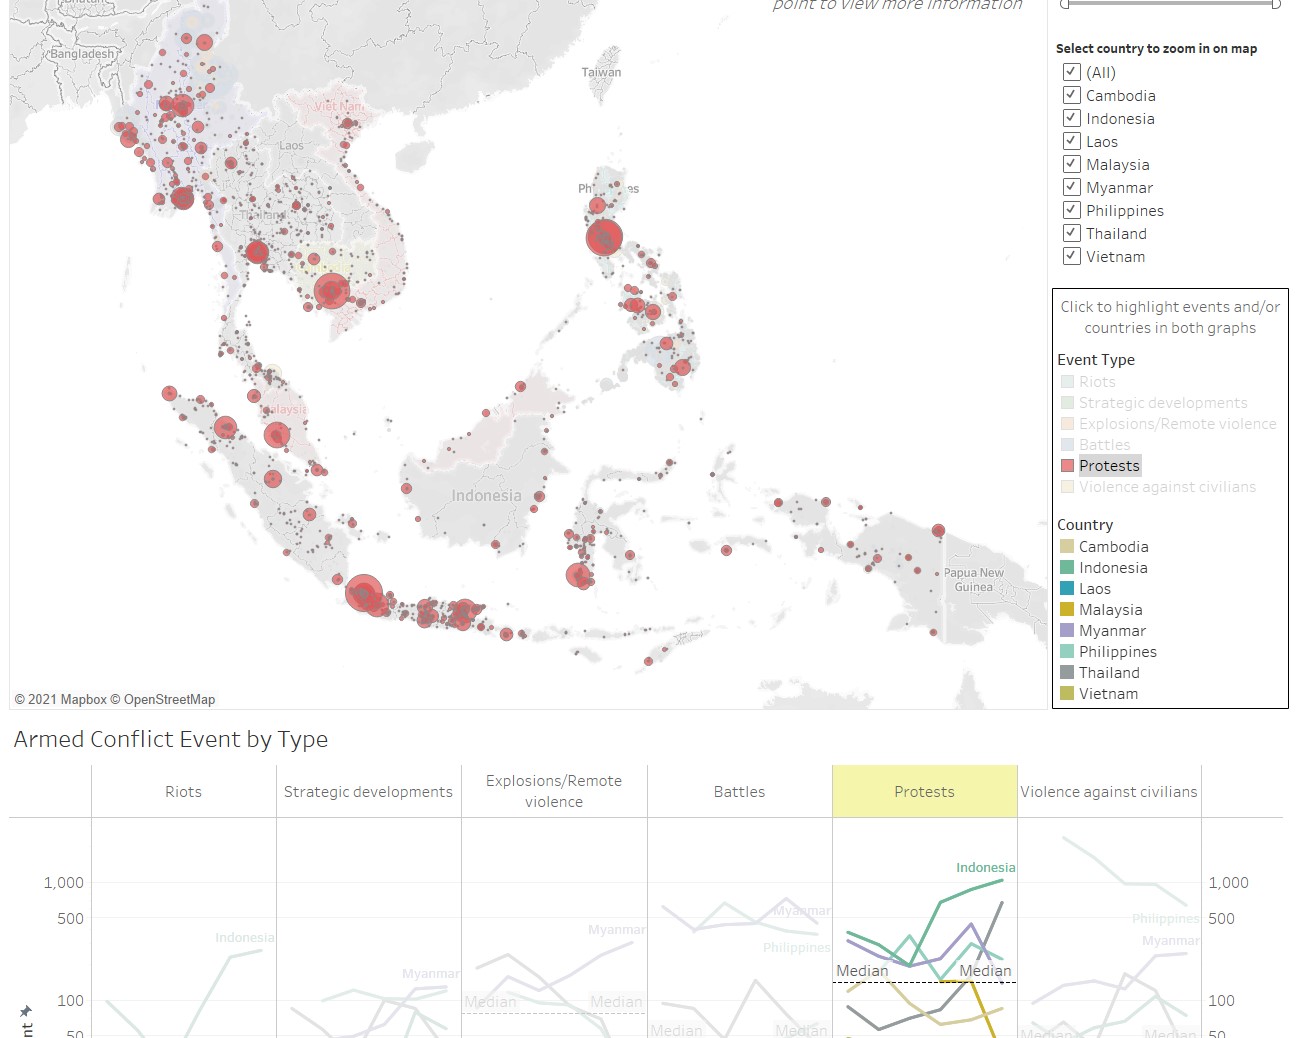 point to view more information
Bangladesh
Taiwan
Viet Nam
Laos
Thailand
Malaysia
Indonesia
Papua New
Guinea
© 2021 Mapbox © OpenStreetMap
Select country to zoom in on map
(All)
Cambodia
Indonesia
Laos
Malaysia
Myanmar
Philippines
Thailand
Vietnam
Click to highlight events and/or
countries in both graphs
Event Type
Riots
Strategic developments
Explosions/Remote violence
Battles
Protests
Violence against civilians
Country
Cambodia
Indonesia
Laos
Malaysia
Myanmar
Philippines
Thailand
Vietnam
Armed Conflict Event by Type
Riots
Strategic developments
Explosions/Remote
violence
Battles
Protests
Violence against civilians
1,000
500
100
50
Indonesia
Myanmar
Myanmar
Median
Median
Myanmar
Philippines
Median
Median
Indonesia
Median
Median
Philippines
Myanmar
Median
Median
1,000
500
100
50